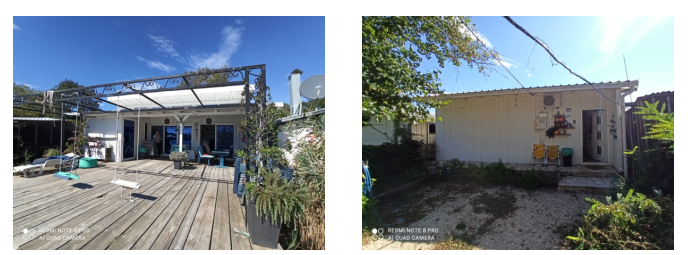 REDMI NOTE 8 PRO
AI QUAD CAMERA
REDMI NOTE 8 PRO
AI QUAD CAMERA